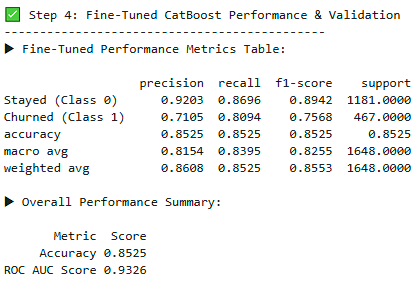 ✅ Step 4: Fine-Tuned CatBoost Performance & Validation
-------------------------------------------
▶ Fine-Tuned Performance Metrics Table:
precision recall f1-score support
Stayed (Class 0) 0.9203 0.8696 0.8942 1181.0000
Churned (Class 1) 0.7105 0.8094 0.7568 467.0000
accuracy 0.8525 0.8525 0.8525 0.8525
macro avg 0.8154 0.8395 0.8255 1648.0000
weighted avg 0.8608 0.8525 0.8553 1648.0000
▶ Overall Performance Summary:
Metric Score
Accuracy 0.8525
ROC AUC Score 0.9326